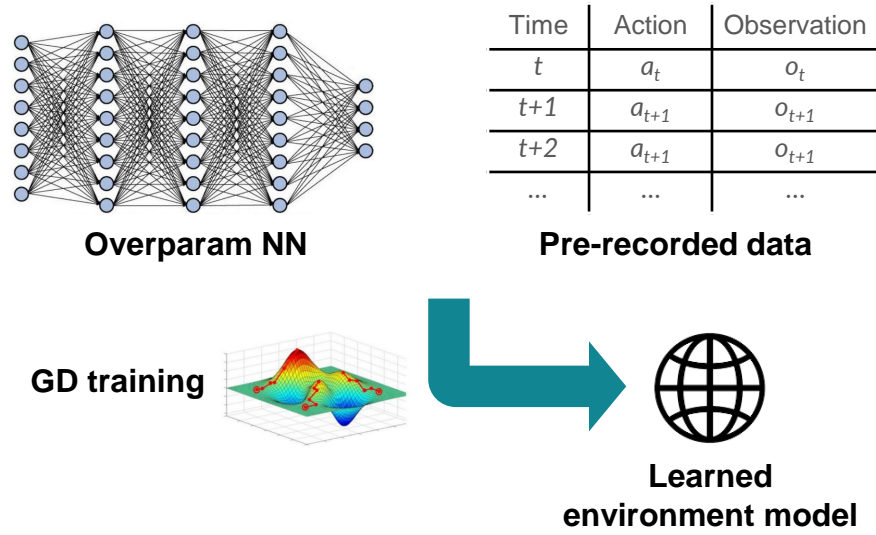 Time Action Observation
t a_t o_t
t+1 a_{t+1} o_{t+1}
t+2 a_{t+1} o_{t+1}
... ... ...
Overparam NN
Pre-recorded data
GD training
Learned
environment model